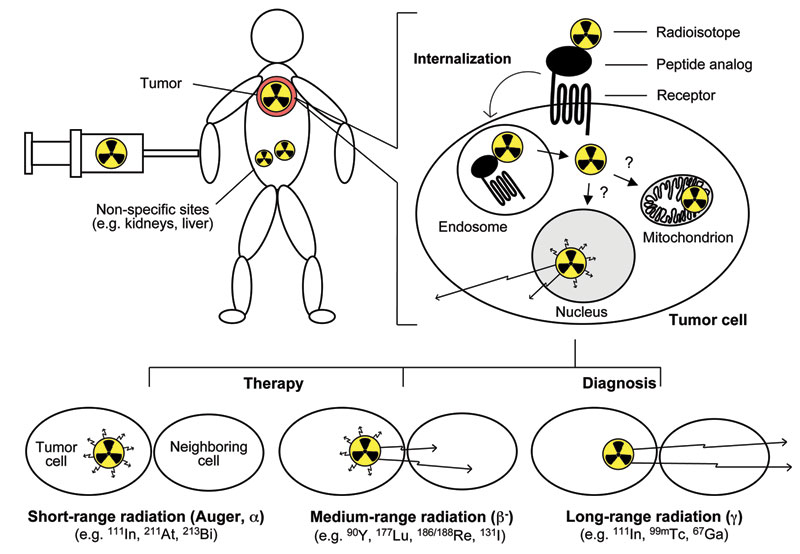 Tumor
Non-specific sites
(e.g. kidneys, liver)
Internalization
Radioisotope
Peptide analog
Receptor
?
?
Endosome
Mitochondrion
Nucleus
Tumor cell
Therapy
Diagnosis
Tumor
cell
Neighboring
cell
Short-range radiation (Auger, α)
(e.g. ¹¹¹In, ²¹¹At, ²¹³Bi)
Medium-range radiation (β⁻)
(e.g. ⁹⁰Y, ¹⁷⁷Lu, ¹⁸⁶/¹⁸⁸Re, ¹³¹I)
Long-range radiation (γ)
(e.g. ¹¹¹In, ⁹⁹ᵐTc, ⁶⁷Ga)